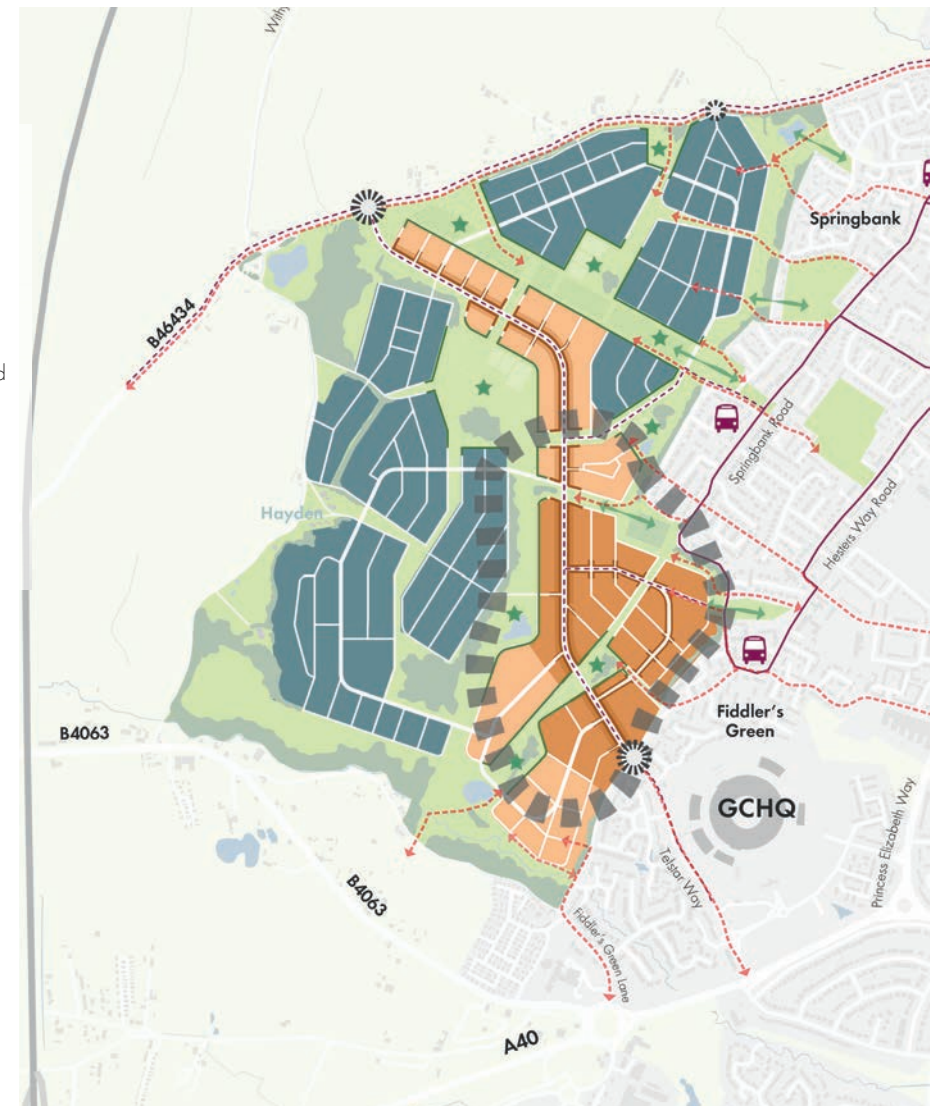 Withy
Springbank
B46434
d
Springbank Road
Hesters Way Road
Hayden
B4063
Fiddler's
Green
GCHQ
Princess Elizabeth Way
Telstar Way
B4063
Fiddler's Green Lane
A40